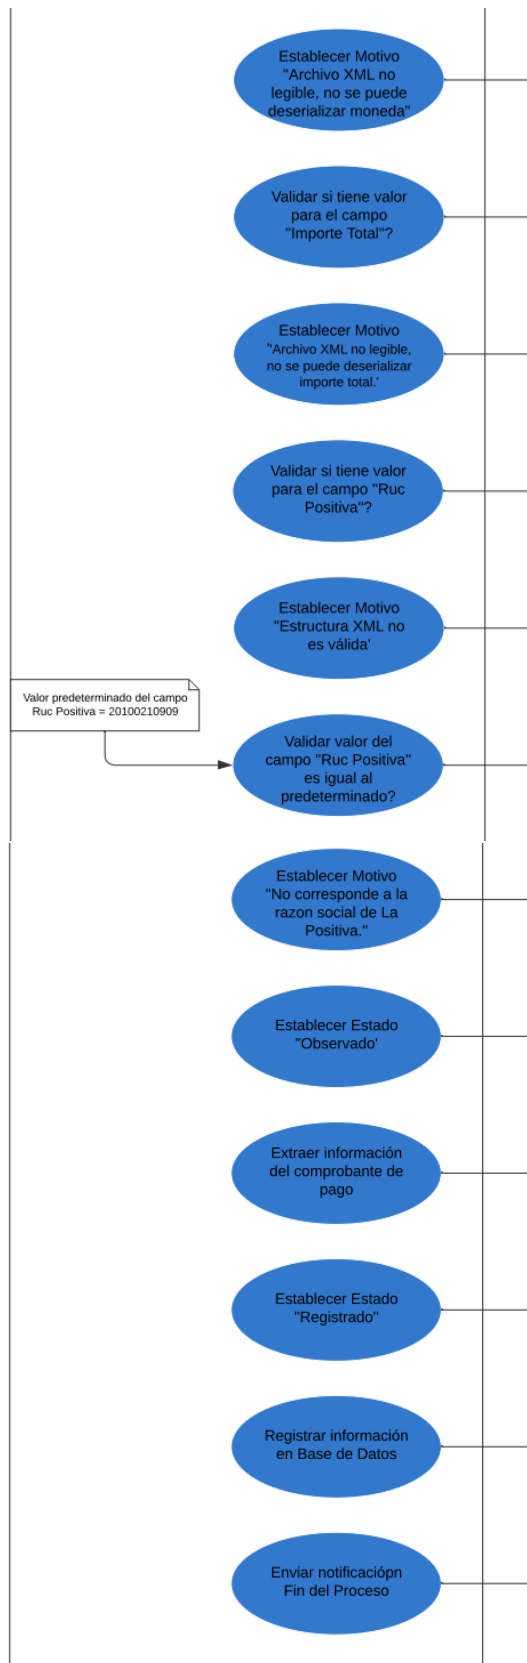 Establecer Motivo
"Archivo XML no
legible, no se puede
deserializar moneda"
Validar si tiene valor
para el campo
"Importe Total"?
Establecer Motivo
"Archivo XML no legible,
no se puede deserializar
importe total.'
Validar si tiene valor
para el campo "Ruc
Positiva"?
Establecer Motivo
"Estructura XML no
es válida'
Valor predeterminado del campo
Ruc Positiva = 20100210909
Validar valor del
campo "Ruc Positiva"
es igual al
predeterminado?
Establecer Motivo
"No corresponde a la
razon social de La
Positiva."
Establecer Estado
"Observado'
Extraer información
del comprobante de
pago
Establecer Estado
"Registrado"
Registrar información
en Base de Datos
Enviar notificaciópn
Fin del Proceso